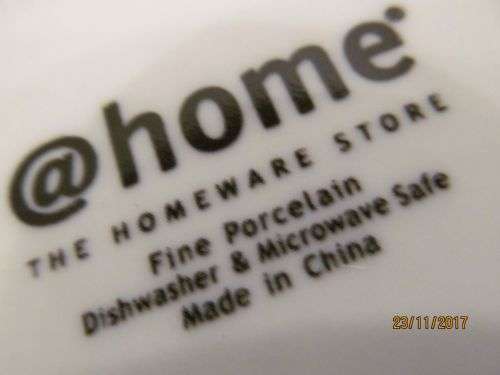 @home
THE HOMEWARE STORE
Fine Porcelain
Dishwasher & Microwave Safe
Made in China
23/11/2017